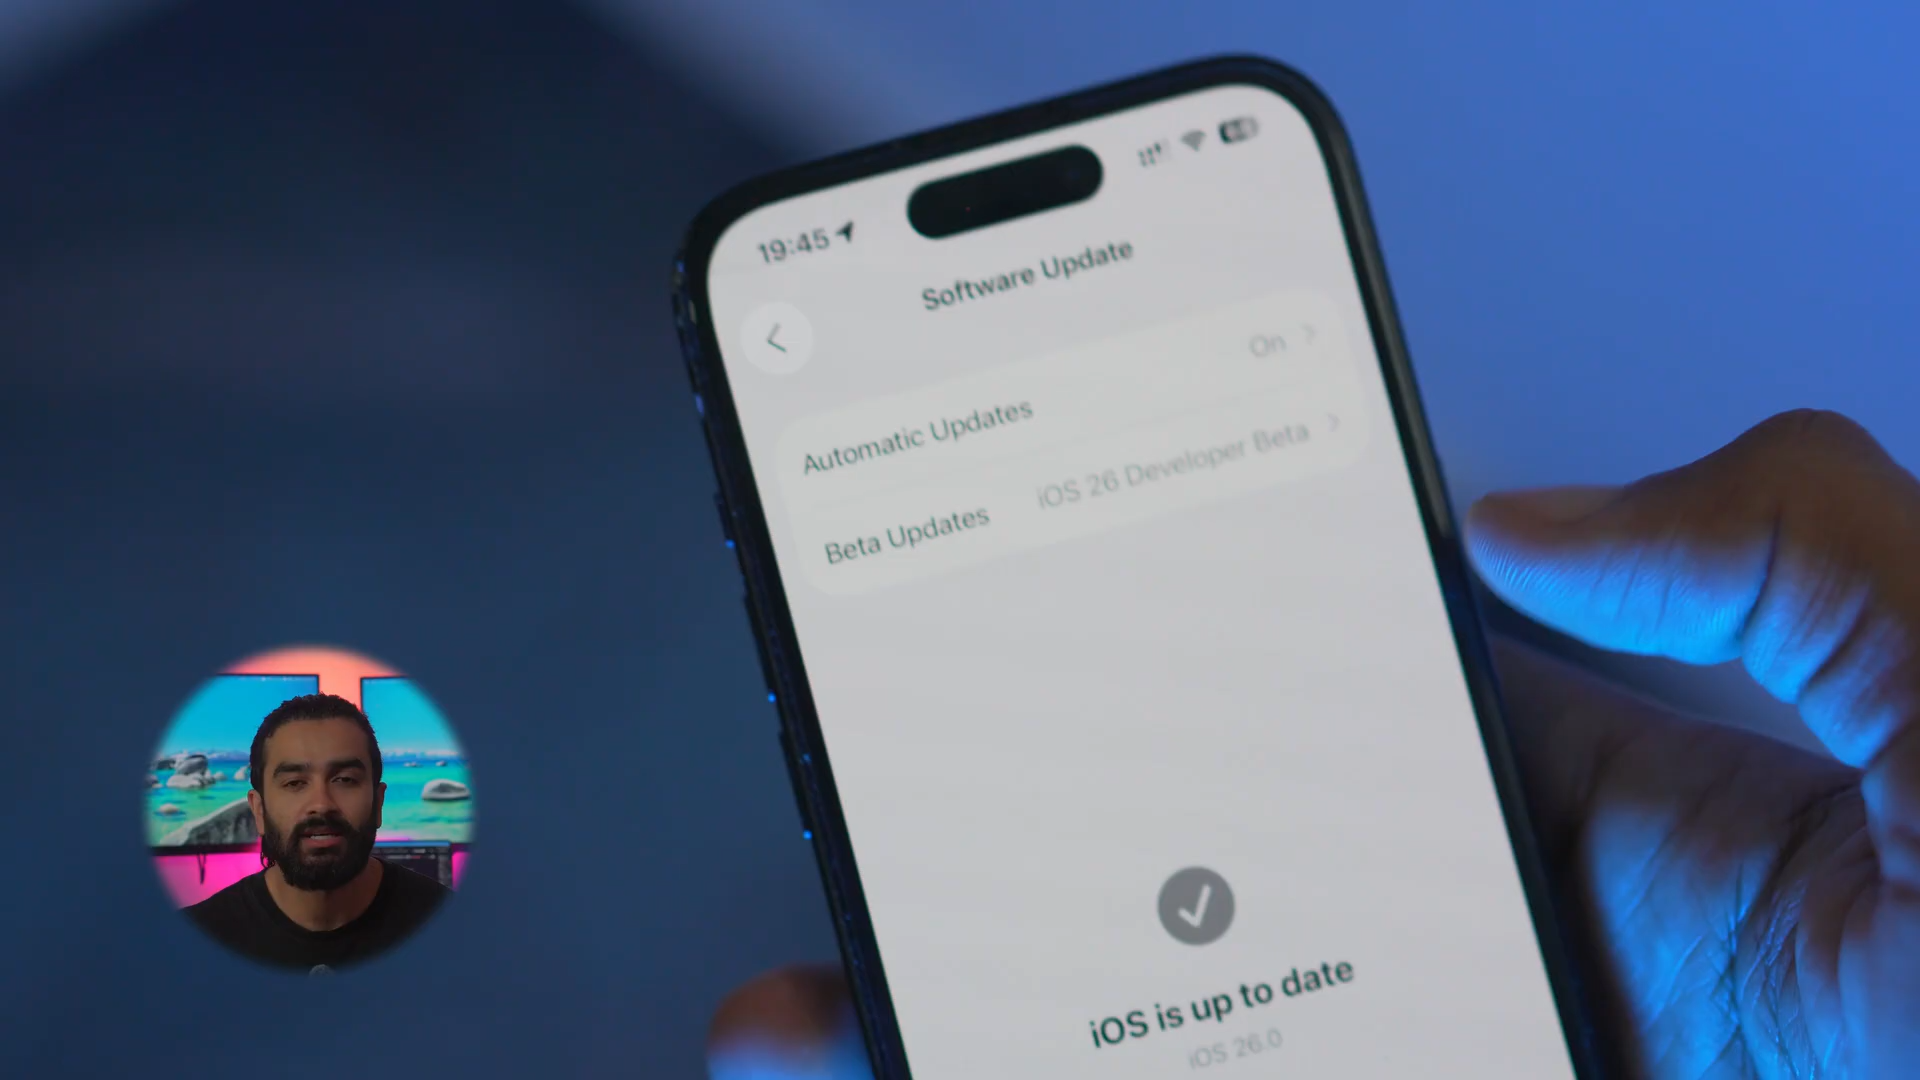 19:45
Software Update
Automatic Updates On
Beta Updates iOS 26 Developer Beta
iOS is up to date
iOS 26.0